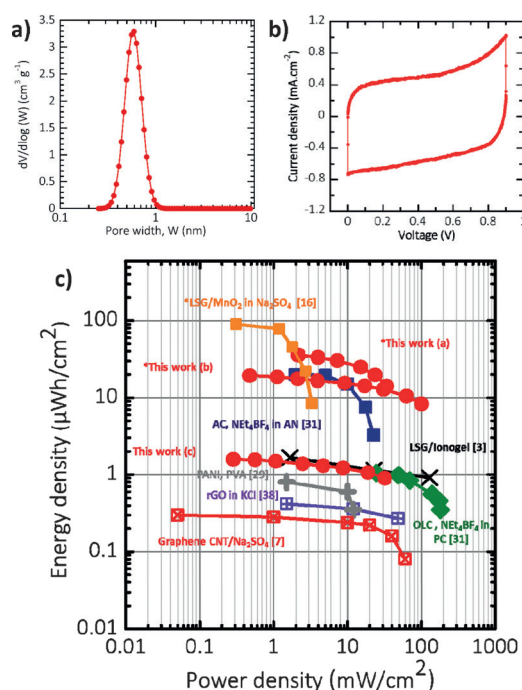 a)
dV/dlog (W) (cm³ g⁻¹)
3.5
3
2.5
2
1.5
1
0.5
0
0.1
1
10
Pore width, W (nm)
b)
Current density (mA.cm⁻²)
1.2
0.8
0.4
0
-0.4
-0.8
-1.2
0
0.2
0.4
0.6
0.8
1
Voltage (V)
c)
Energy density (µWh/cm²)
100
10
1
0.1
0.01
*LSG/MnO₂ in Na₂SO₄ [16]
*This work (a)
*This work (b)
AC, NEt₄BF₄ in AN [31]
LSG/Ionogel [3]
This work (c)
PANI/PVA [29]
rGO in KCl [38]
OLC , NEt₄BF₄ in
PC [31]
Graphene CNT/Na₂SO₄ [7]
0.01
0.1
1
10
100
1000
Power density (mW/cm²)